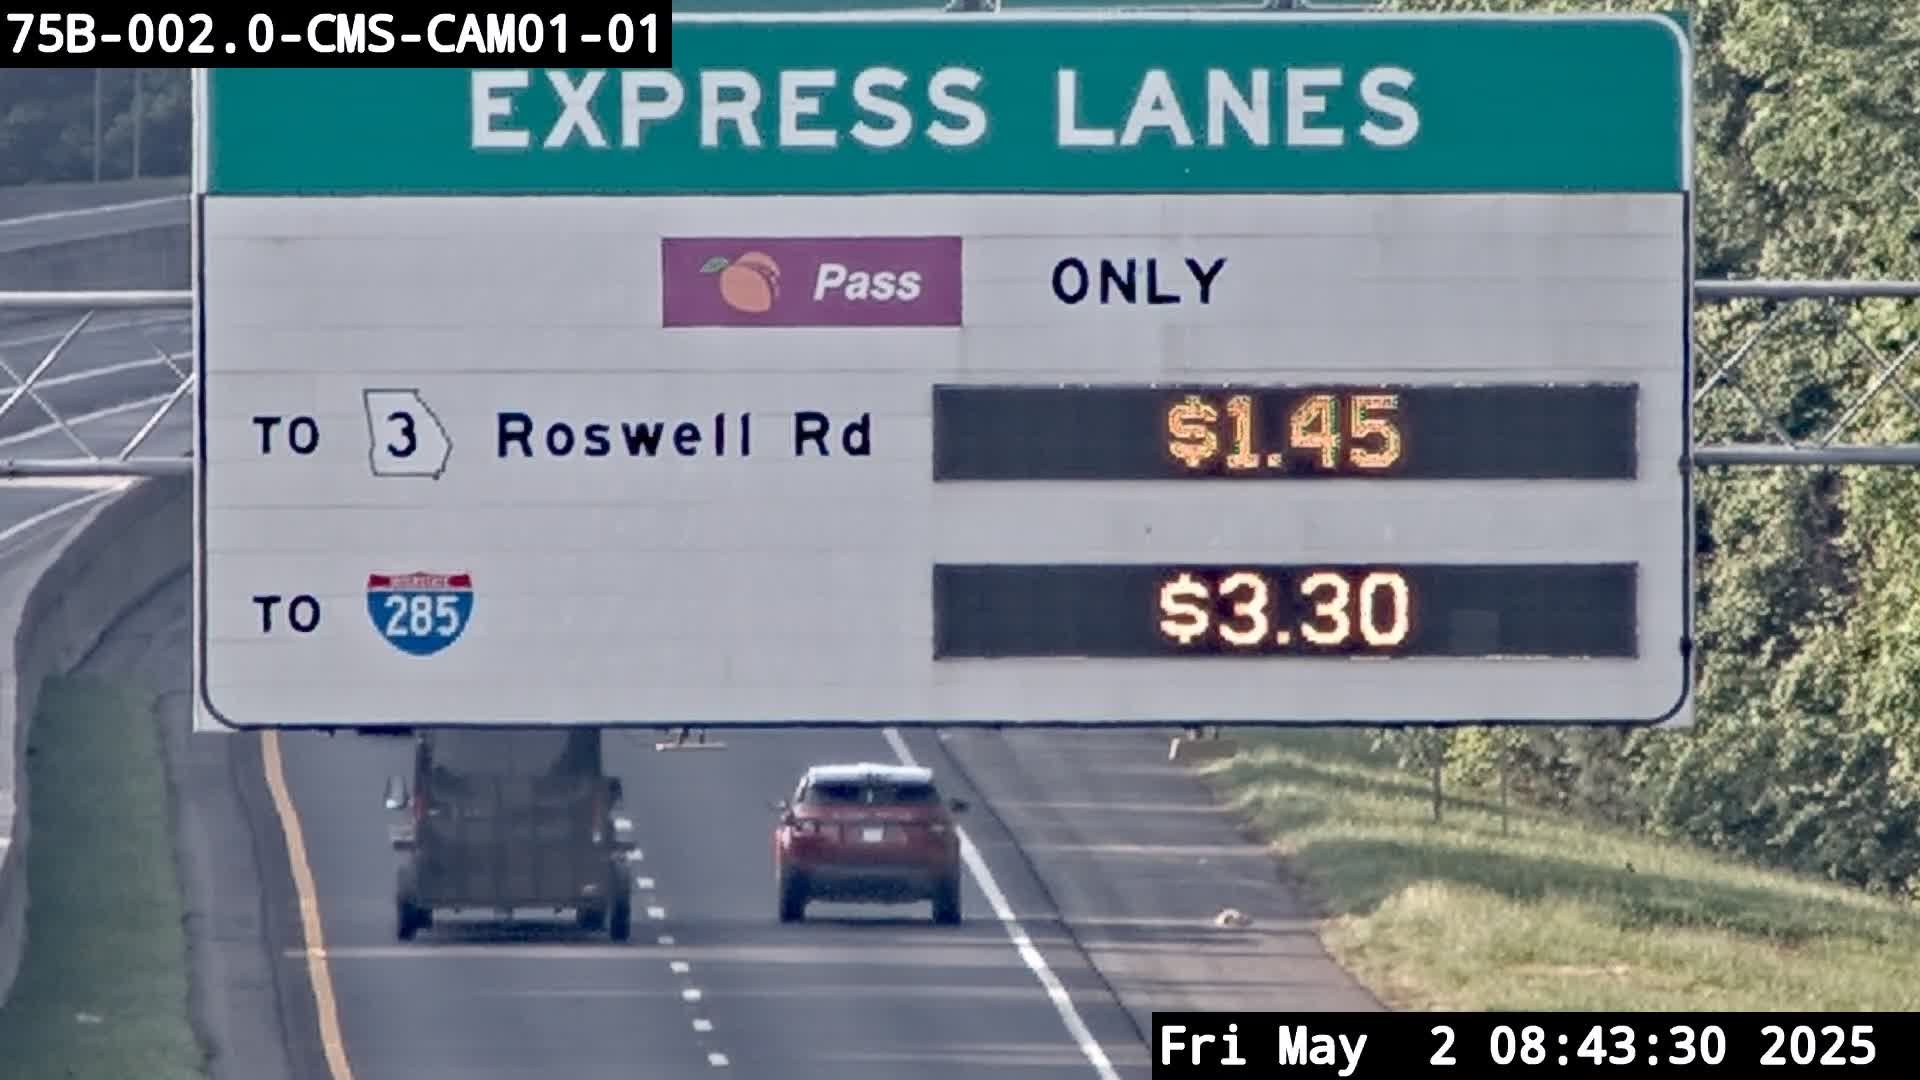 75B-002.0-CMS-CAM01-01
EXPRESS LANES
Pass ONLY
TO 3 Roswell Rd $1.45
TO INTERSTATE 285 $3.30
Fri May 2 08:43:30 2025